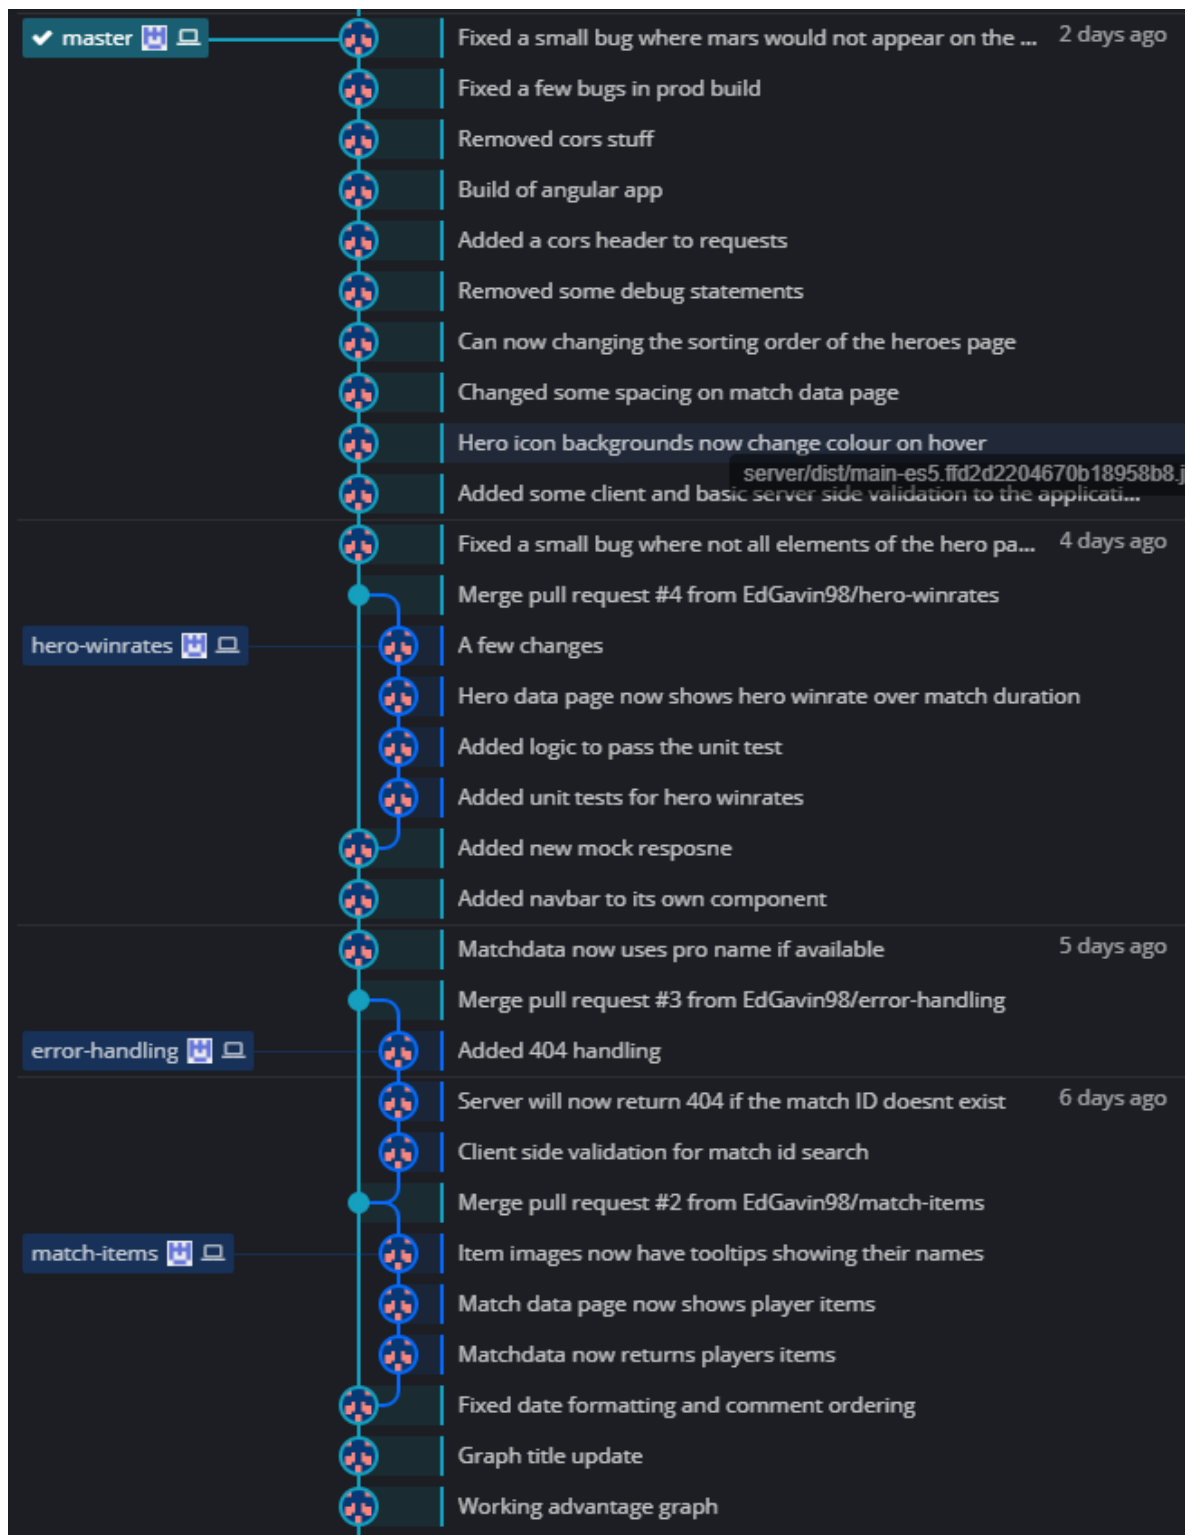 master Fixed a small bug where mars would not appear on the ... 2 days ago
Fixed a few bugs in prod build
Removed cors stuff
Build of angular app
Added a cors header to requests
Removed some debug statements
Can now changing the sorting order of the heroes page
Changed some spacing on match data page
Hero icon backgrounds now change colour on hover
server/dist/main-es5.ffd2d2204670b18958b8.j
Added some client and basic server side validation to the applicati...
Fixed a small bug where not all elements of the hero pa... 4 days ago
Merge pull request #4 from EdGavin98/hero-winrates
hero-winrates A few changes
Hero data page now shows hero winrate over match duration
Added logic to pass the unit test
Added unit tests for hero winrates
Added new mock resposne
Added navbar to its own component
Matchdata now uses pro name if available 5 days ago
Merge pull request #3 from EdGavin98/error-handling
error-handling Added 404 handling
Server will now return 404 if the match ID doesnt exist 6 days ago
Client side validation for match id search
Merge pull request #2 from EdGavin98/match-items
match-items Item images now have tooltips showing their names
Match data page now shows player items
Matchdata now returns players items
Fixed date formatting and comment ordering
Graph title update
Working advantage graph